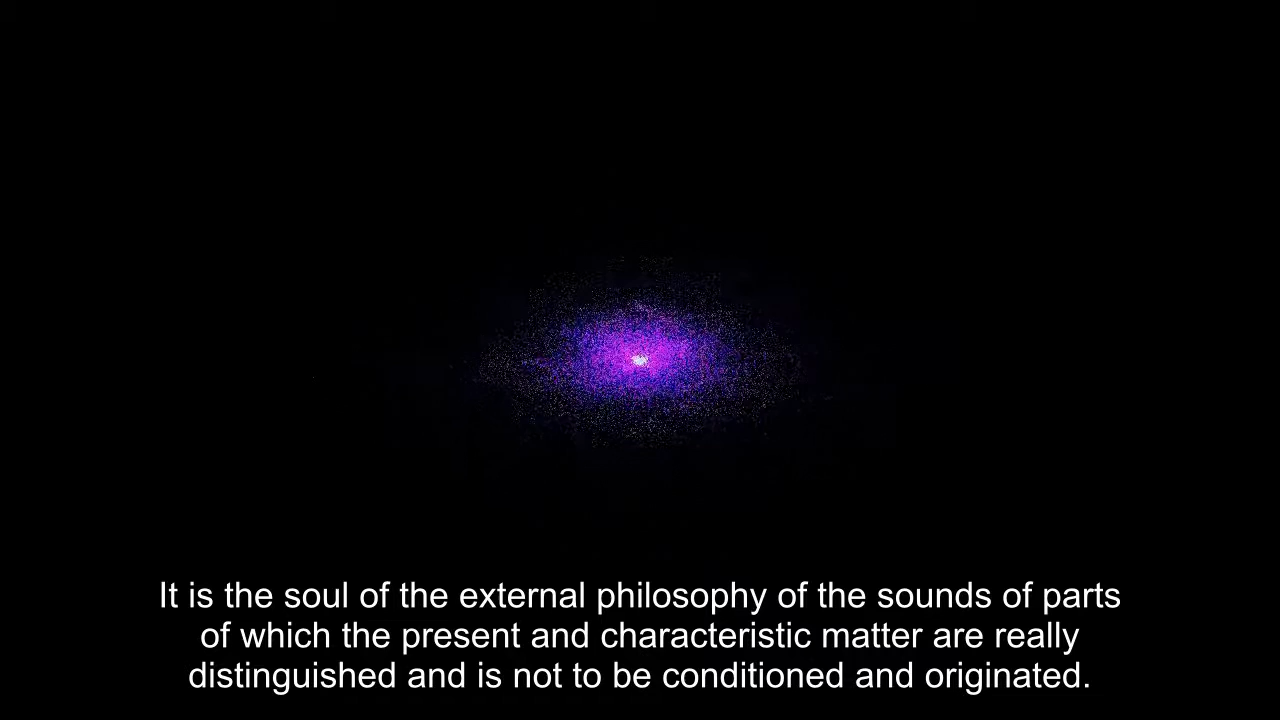 It is the soul of the external philosophy of the sounds of parts
of which the present and characteristic matter are really
distinguished and is not to be conditioned and originated.